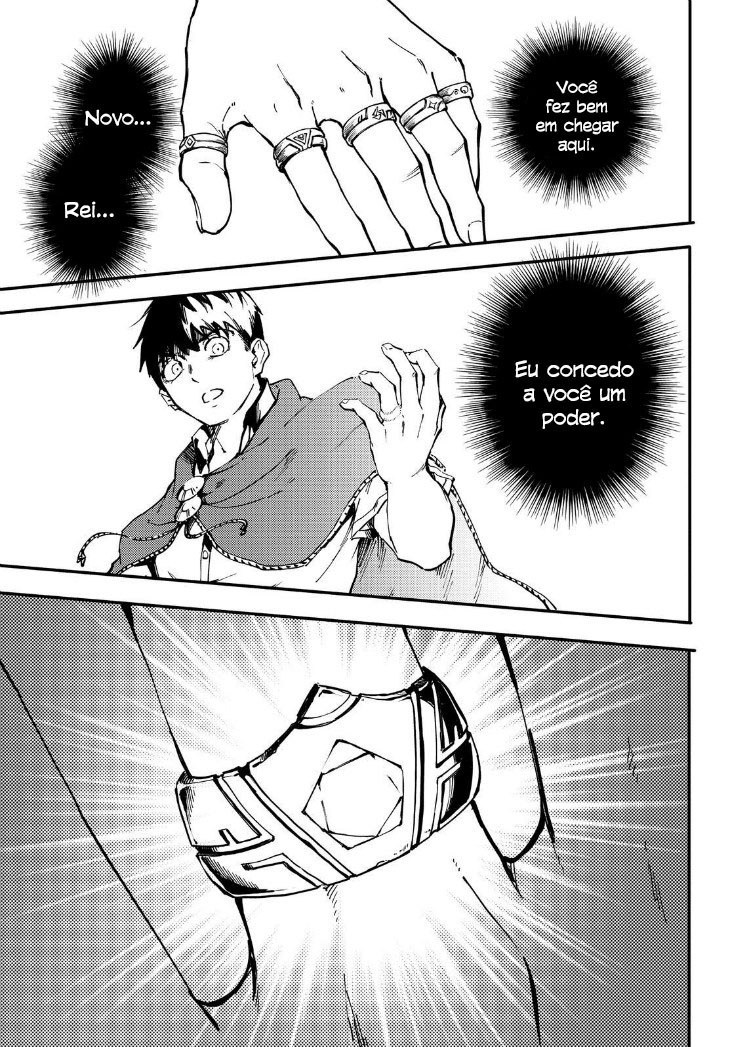 Você
fez bem
em chegar
aqui.
Novo...
Rei...
Eu concedo
a você um
poder.